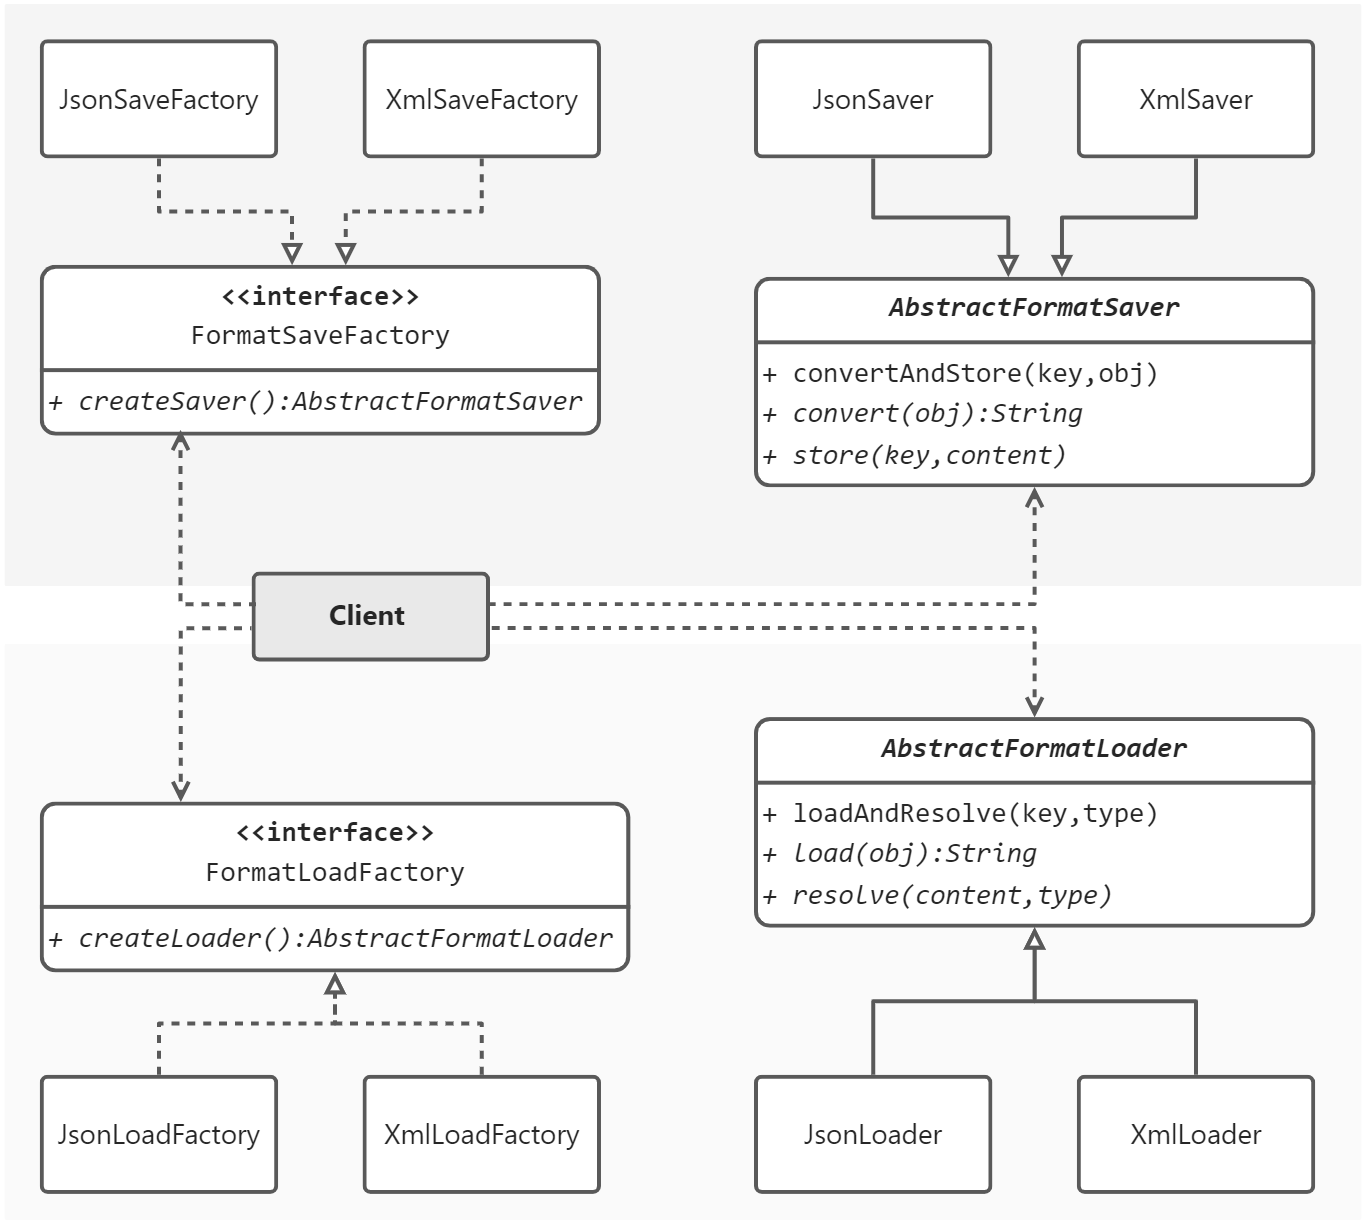 JsonSaveFactory
XmlSaveFactory
JsonSaver
XmlSaver
<<interface>>
FormatSaveFactory
+ createSaver():AbstractFormatSaver
AbstractFormatSaver
+ convertAndStore(key,obj)
+ convert(obj):String
+ store(key,content)
Client
<<interface>>
FormatLoadFactory
+ createLoader():AbstractFormatLoader
AbstractFormatLoader
+ loadAndResolve(key,type)
+ load(obj):String
+ resolve(content,type)
JsonLoadFactory
XmlLoadFactory
JsonLoader
XmlLoader